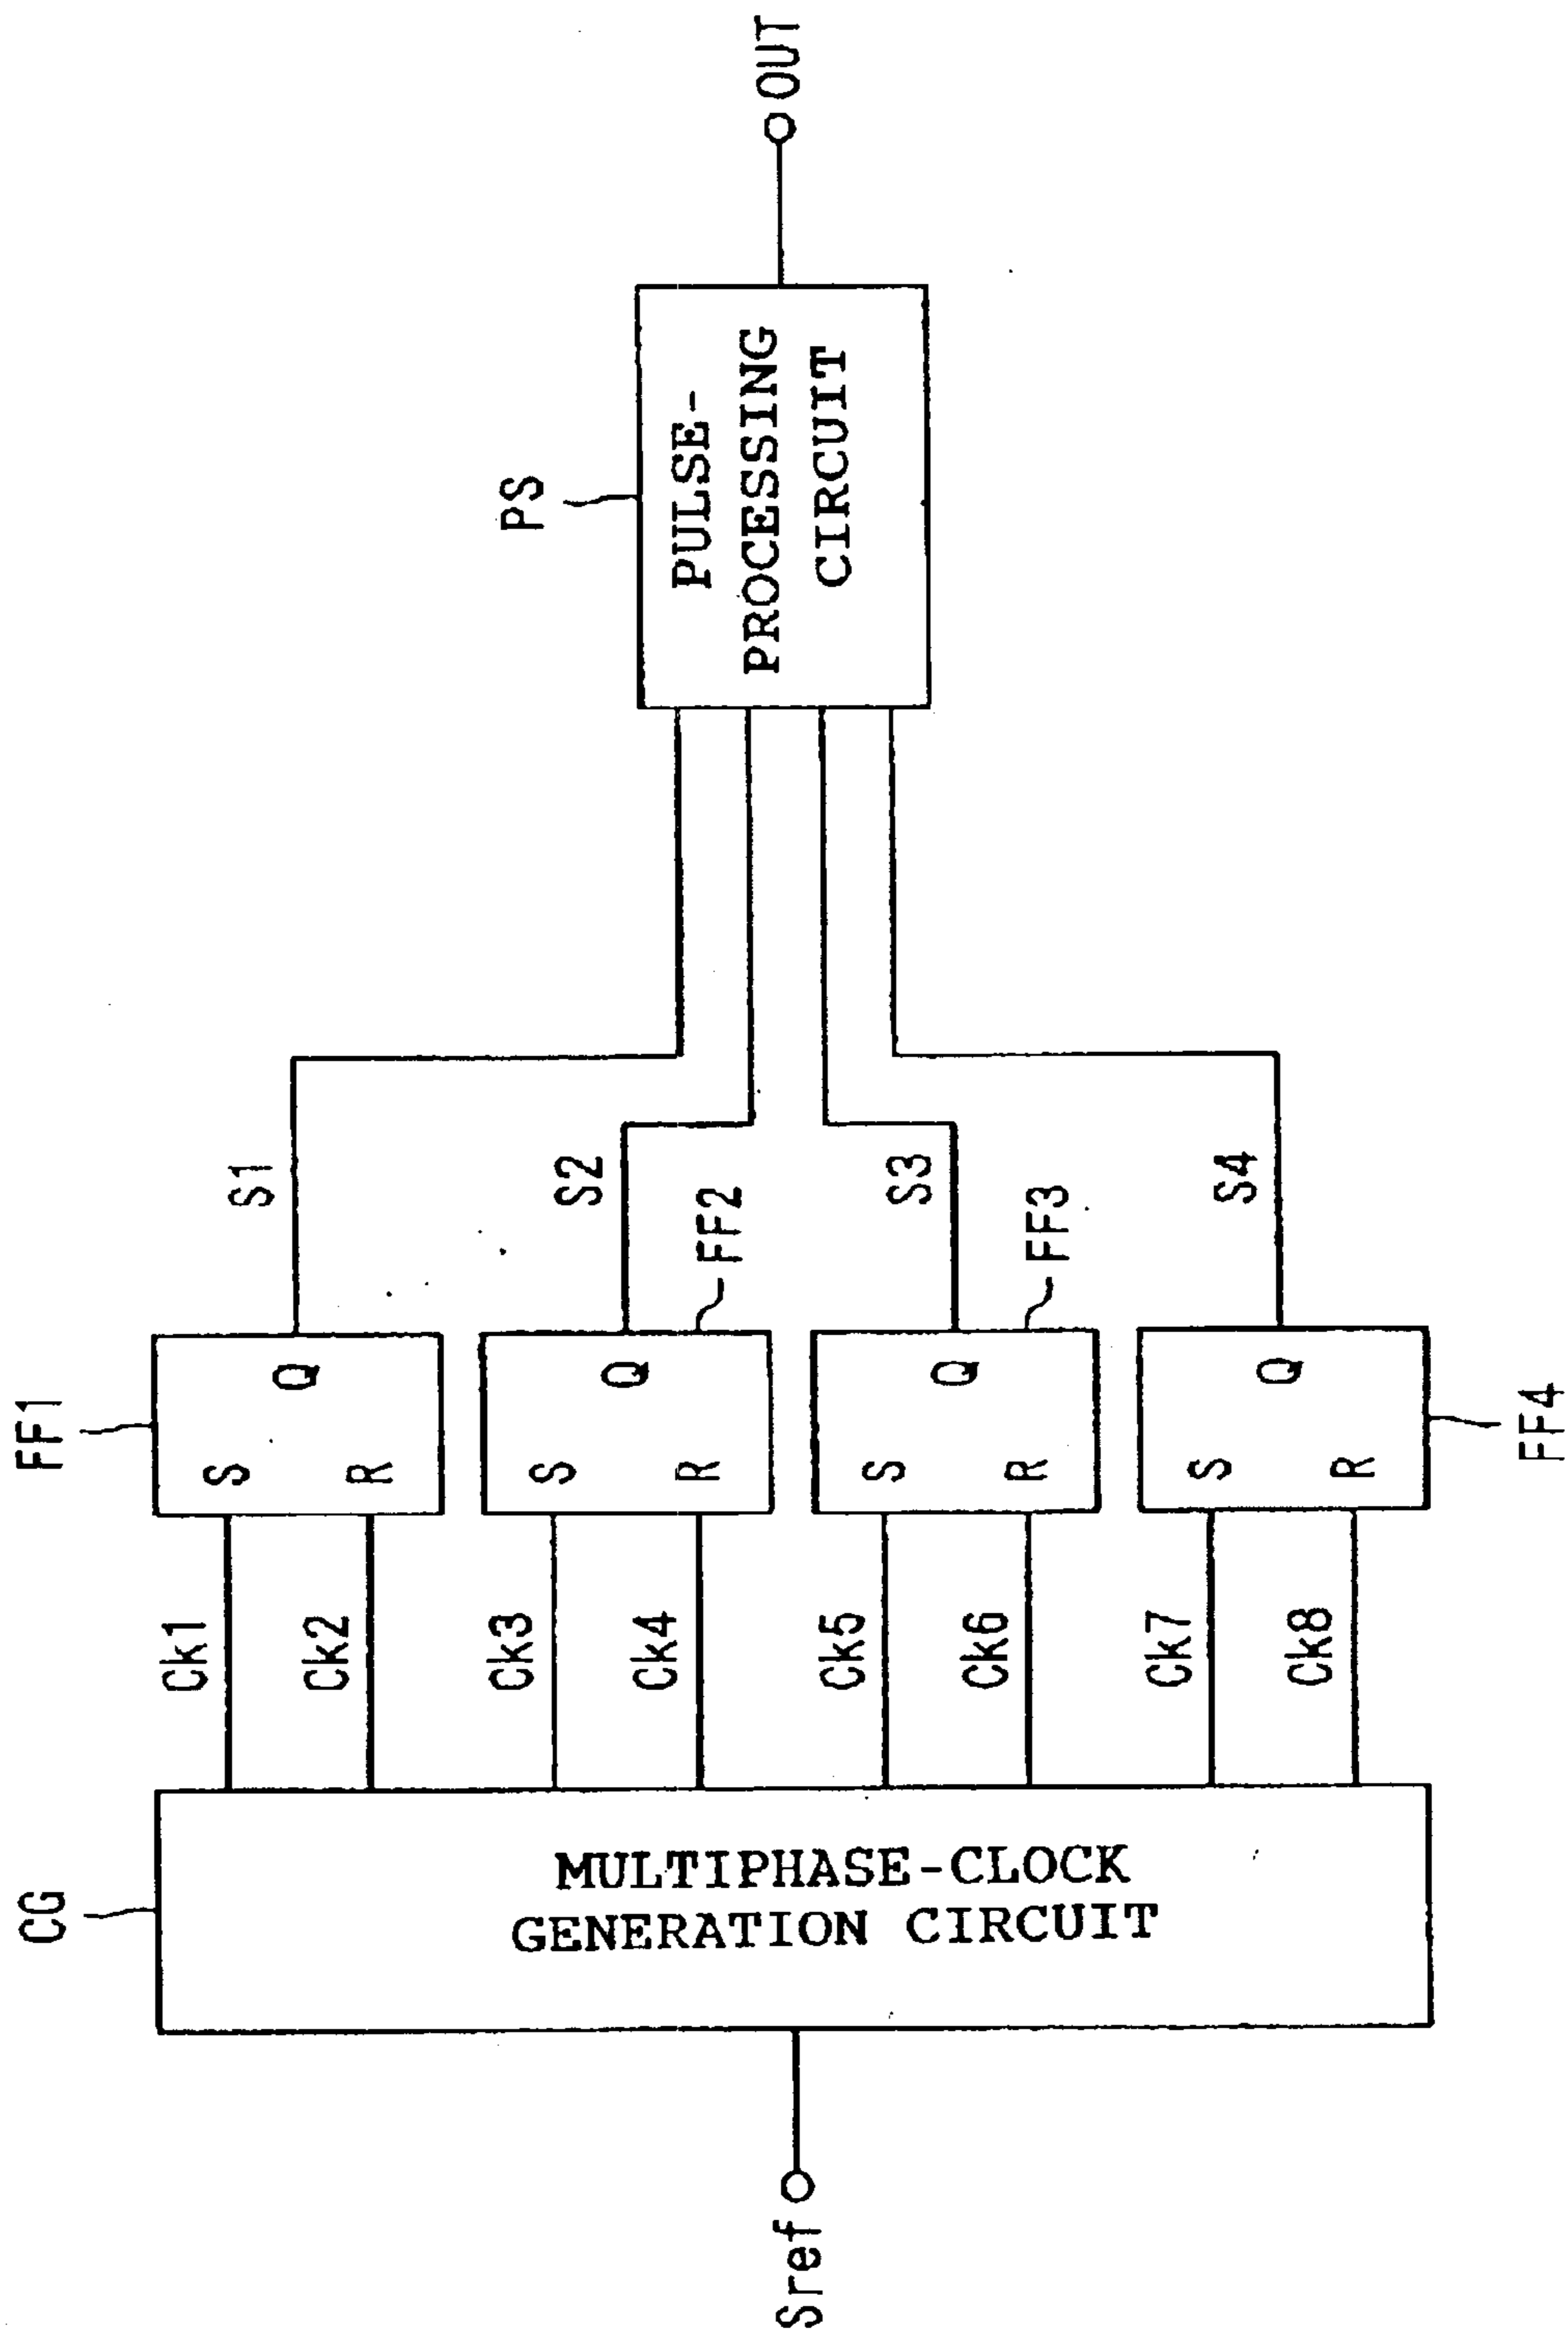 Sref
CG
MULTIPHASE-CLOCK
GENERATION CIRCUIT
Ck1
Ck2
Ck3
Ck4
Ck5
Ck6
Ck7
Ck8
FF1
S
R
Q
S1
FF2
S
R
Q
S2
FF3
S
R
Q
S3
FF4
S
R
Q
S4
PS
PULSE-
PROCESSING
CIRCUIT
OUT